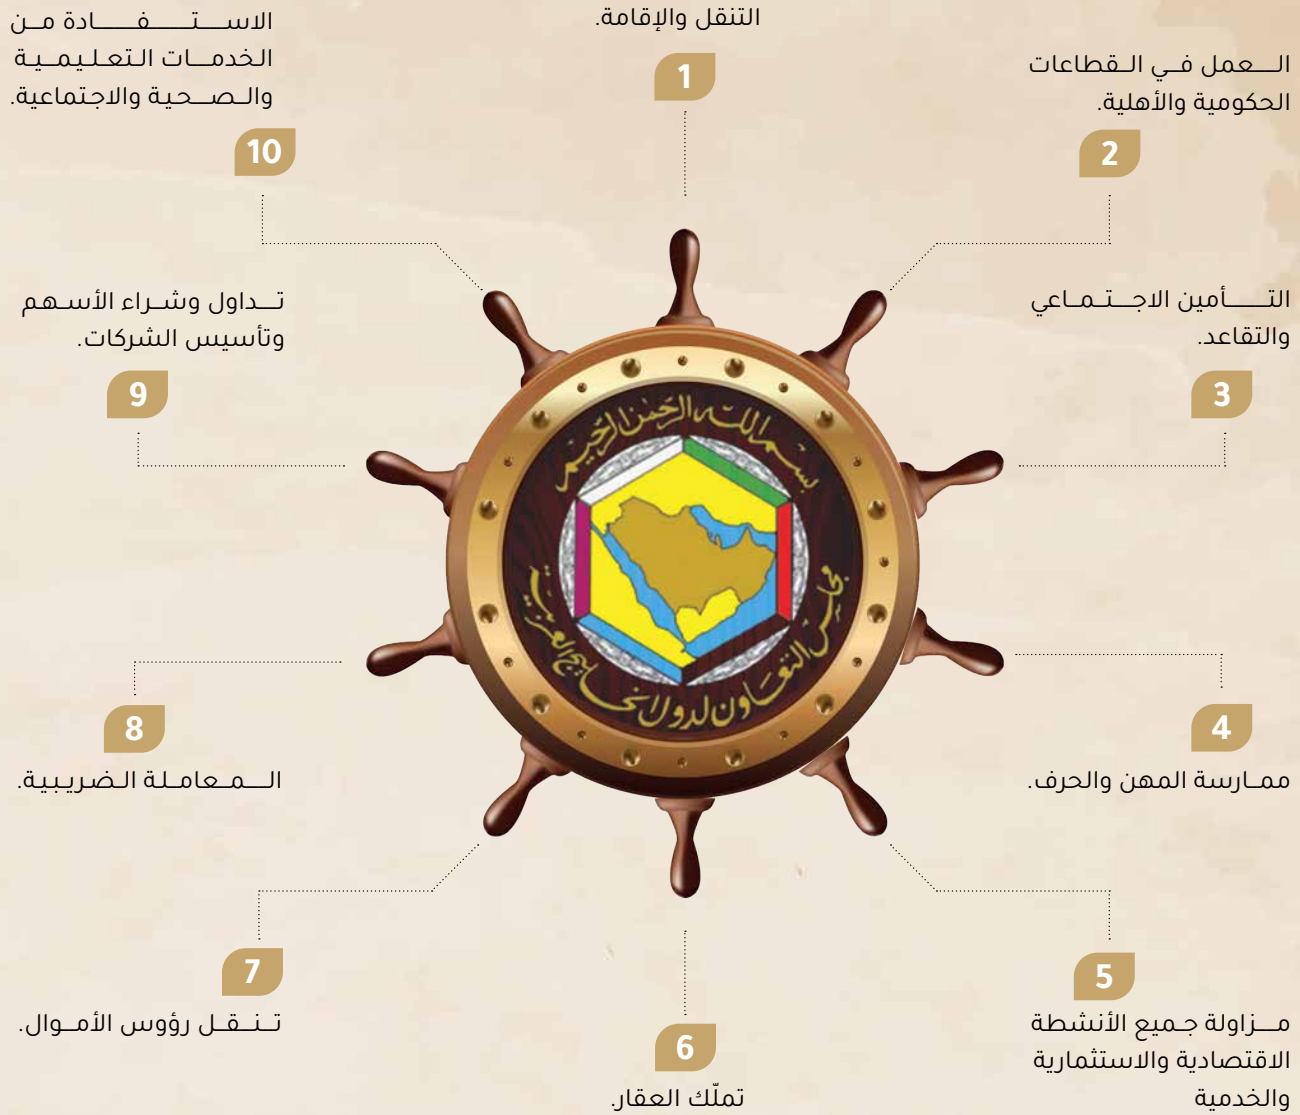 التنقل والإقامة.
1
العمل في القطاعات
الحكومية والأهلية.
2
التأمين الاجتماعي
والتقاعد.
3
4
ممارسة المهن والحرف.
5
مزاولة جميع الأنشطة
الاقتصادية والاستثمارية
والخدمية
6
تملّك العقار.
7
تنقل رؤوس الأموال.
8
المعاملة الضريبية.
تداول وشراء الأسهم
وتأسيس الشركات.
9
الاستفادة من
الخدمات التعليمية
والصحية والاجتماعية.
10
بسم الله الرحمن الرحيم
مجلس التعاون لدول الخليج العربية